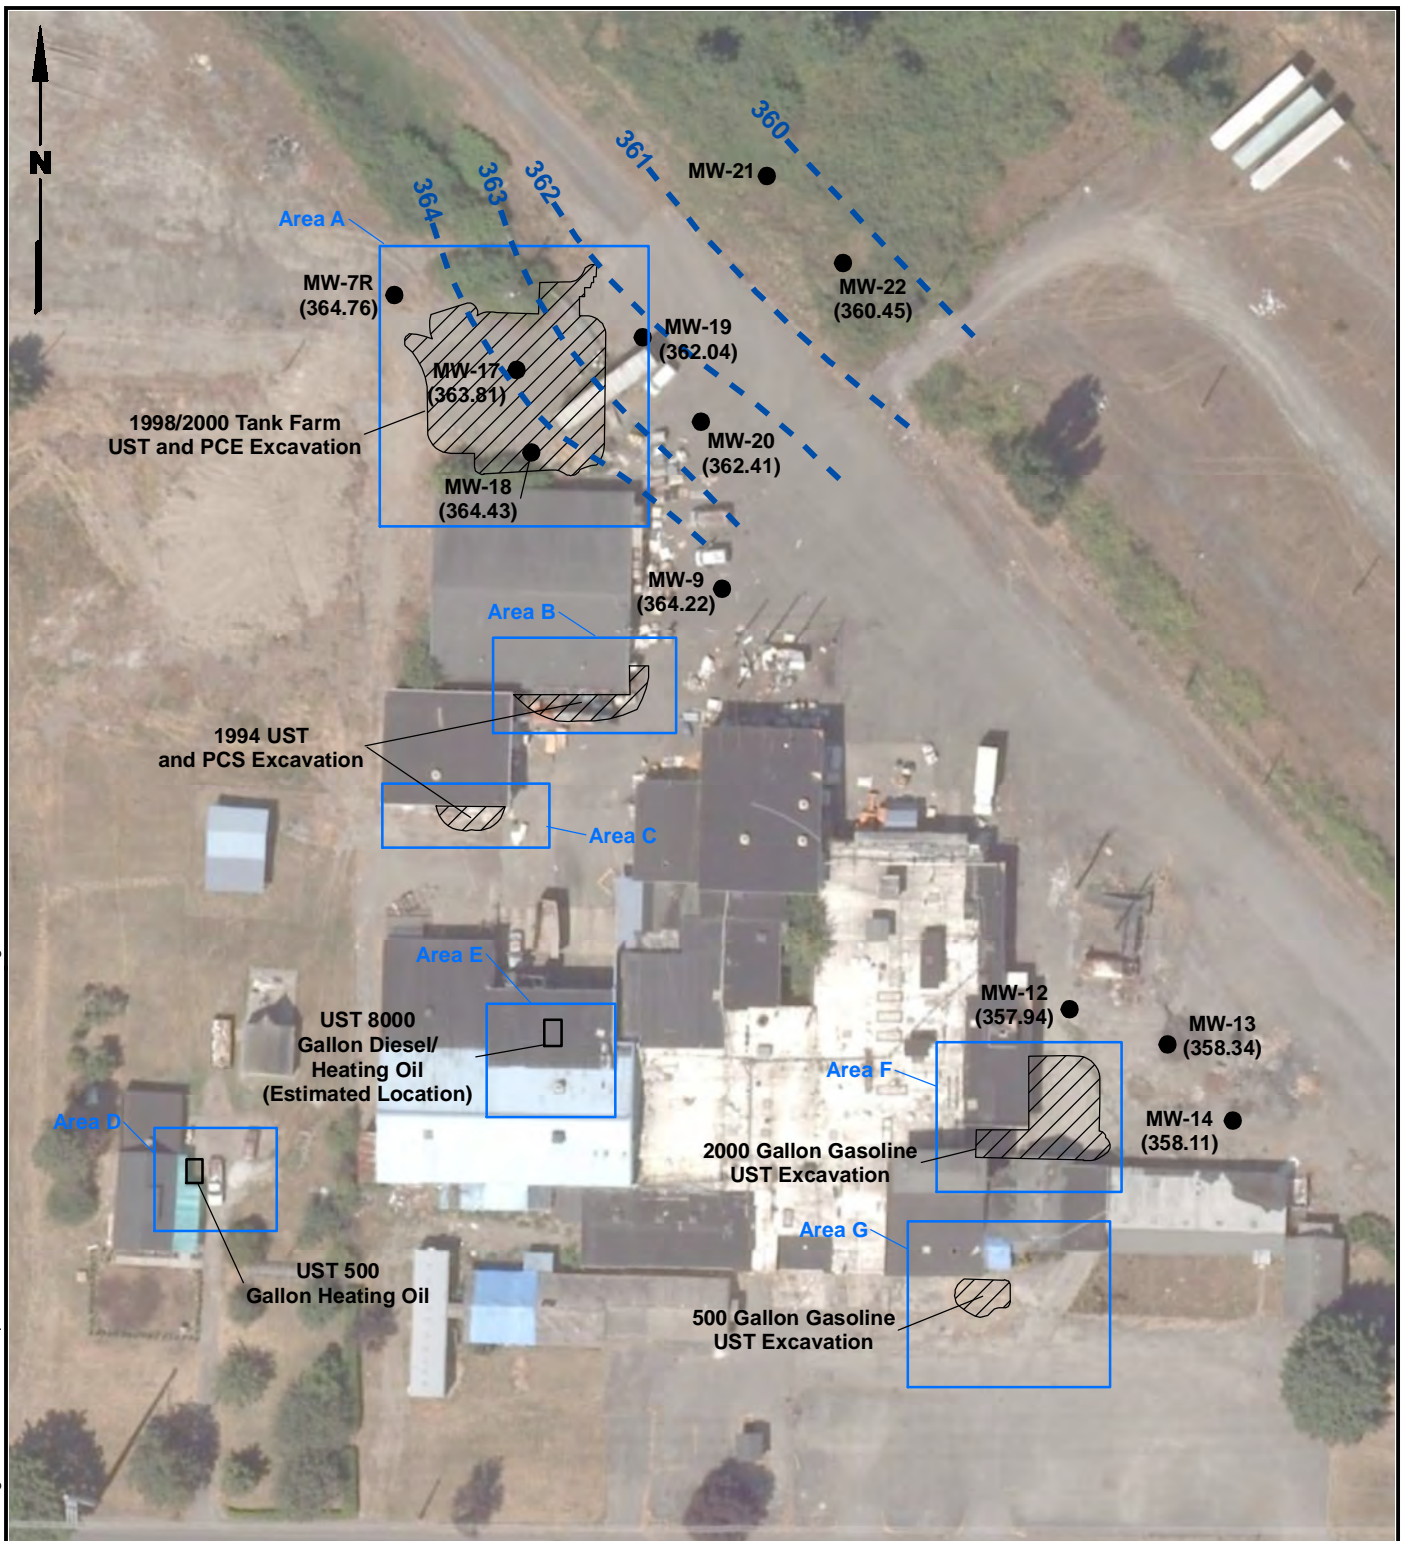 N
360
361
362
363
364
MW-21
Area A
MW-7R
(364.76)
MW-22
(360.45)
MW-19
(362.04)
MW-17
(363.81)
1998/2000 Tank Farm
UST and PCE Excavation
MW-20
(362.41)
MW-18
(364.43)
MW-9
(364.22)
Area B
1994 UST
and PCS Excavation
Area C
Area E
MW-12
(357.94)
UST 8000
Gallon Diesel/
Heating Oil
(Estimated Location)
MW-13
(358.34)
Area F
Area D
MW-14
(358.11)
2000 Gallon Gasoline
UST Excavation
Area G
UST 500
Gallon Heating Oil
500 Gallon Gasoline
UST Excavation